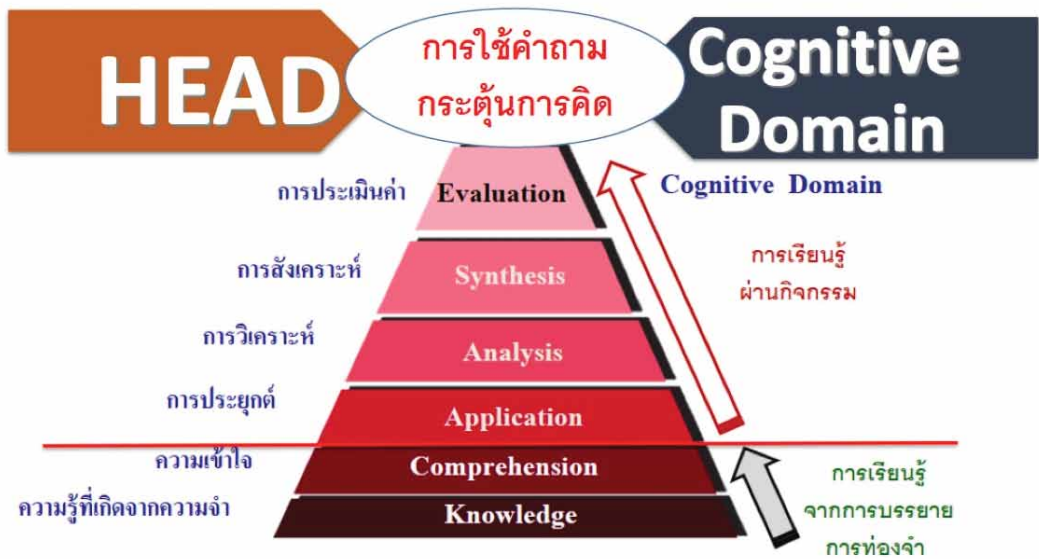 HEAD
การใช้คำถาม
กระตุ้นการคิด
Cognitive
Domain
Cognitive Domain
การประเมินค่า
Evaluation
การสังเคราะห์
Synthesis
การเรียนรู้
ผ่านกิจกรรม
การวิเคราะห์
Analysis
การประยุกต์
Application
ความเข้าใจ
Comprehension
ความรู้ที่เกิดจากความจำ
Knowledge
การเรียนรู้
จากการบรรยาย
การท่องจำ